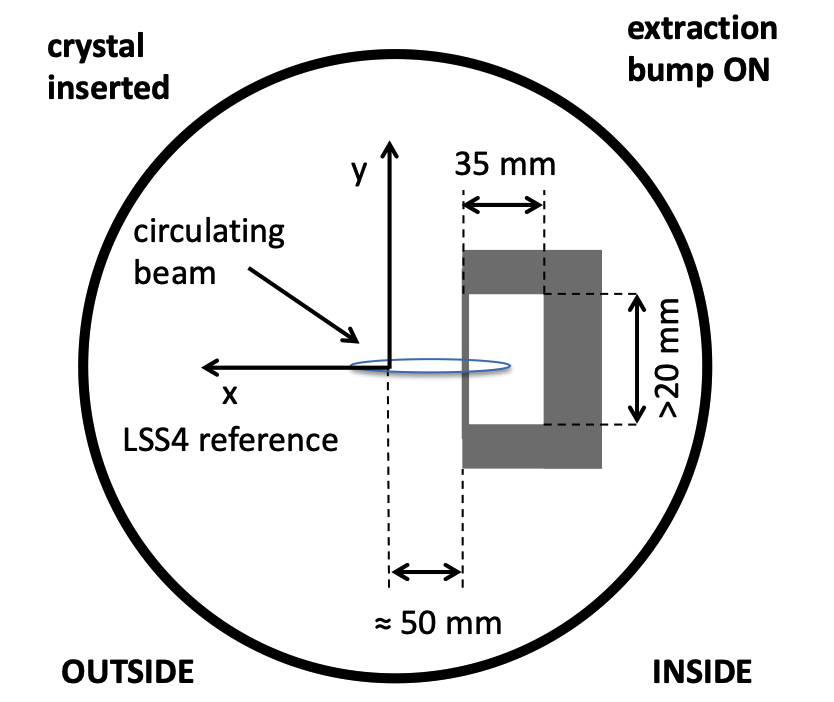 crystal
inserted
extraction
bump ON
y
35 mm
circulating
beam
>20 mm
x
LSS4 reference
≈ 50 mm
OUTSIDE
INSIDE